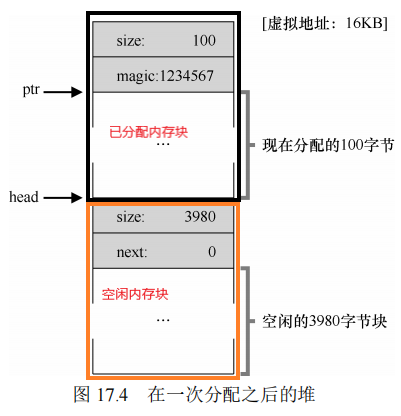 size: 100
[虚拟地址：16KB]
magic:1234567
ptr
已分配内存块
...
现在分配的100字节
head
size: 3980
next: 0
空闲内存块
...
空闲的3980字节块
图 17.4 在一次分配之后的堆